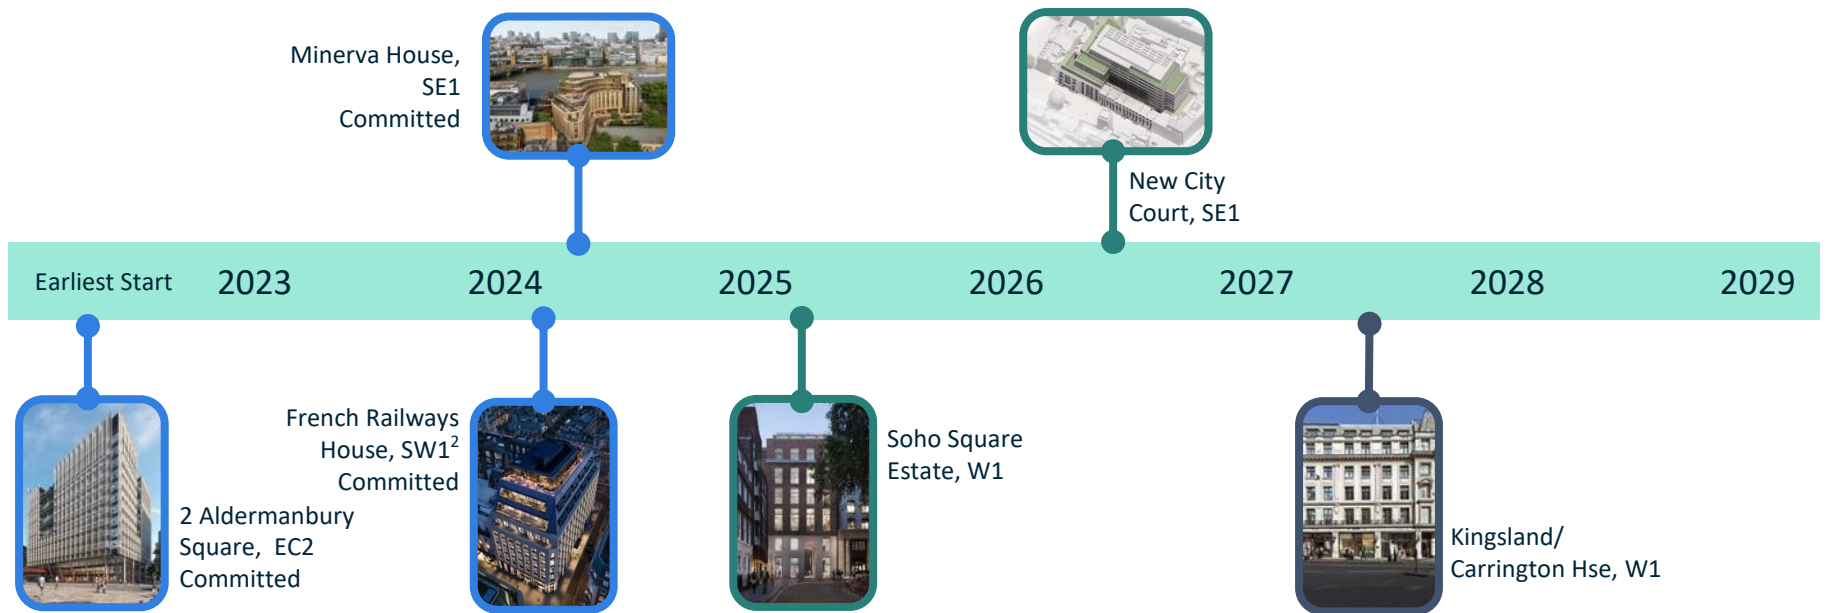 Minerva House,
SE1
Committed
New City
Court, SE1
Earliest Start 2023 2024 2025 2026 2027 2028 2029
French Railways
House, SW1²
Committed
2 Aldermanbury
Square, EC2
Committed
Soho Square
Estate, W1
Kingsland/
Carrington Hse, W1